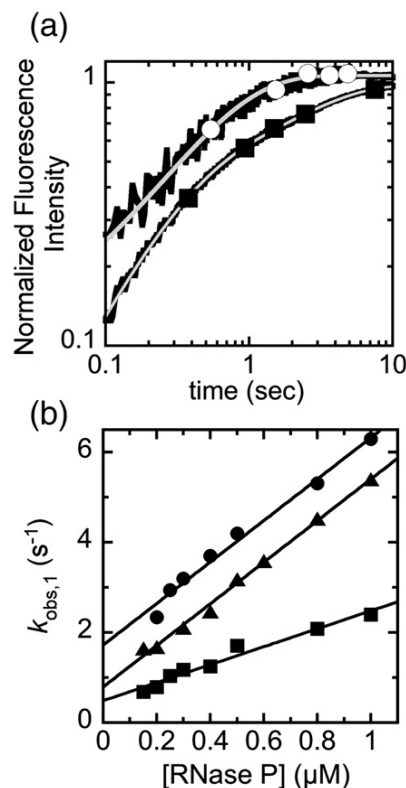 (a)
Normalized Fluorescence
Intensity
1
0.1
0.1
1
10
time (sec)
(b)
k_obs,1 (s⁻¹)
6
4
2
0
0
0.2
0.4
0.6
0.8
1
[RNase P] (μM)